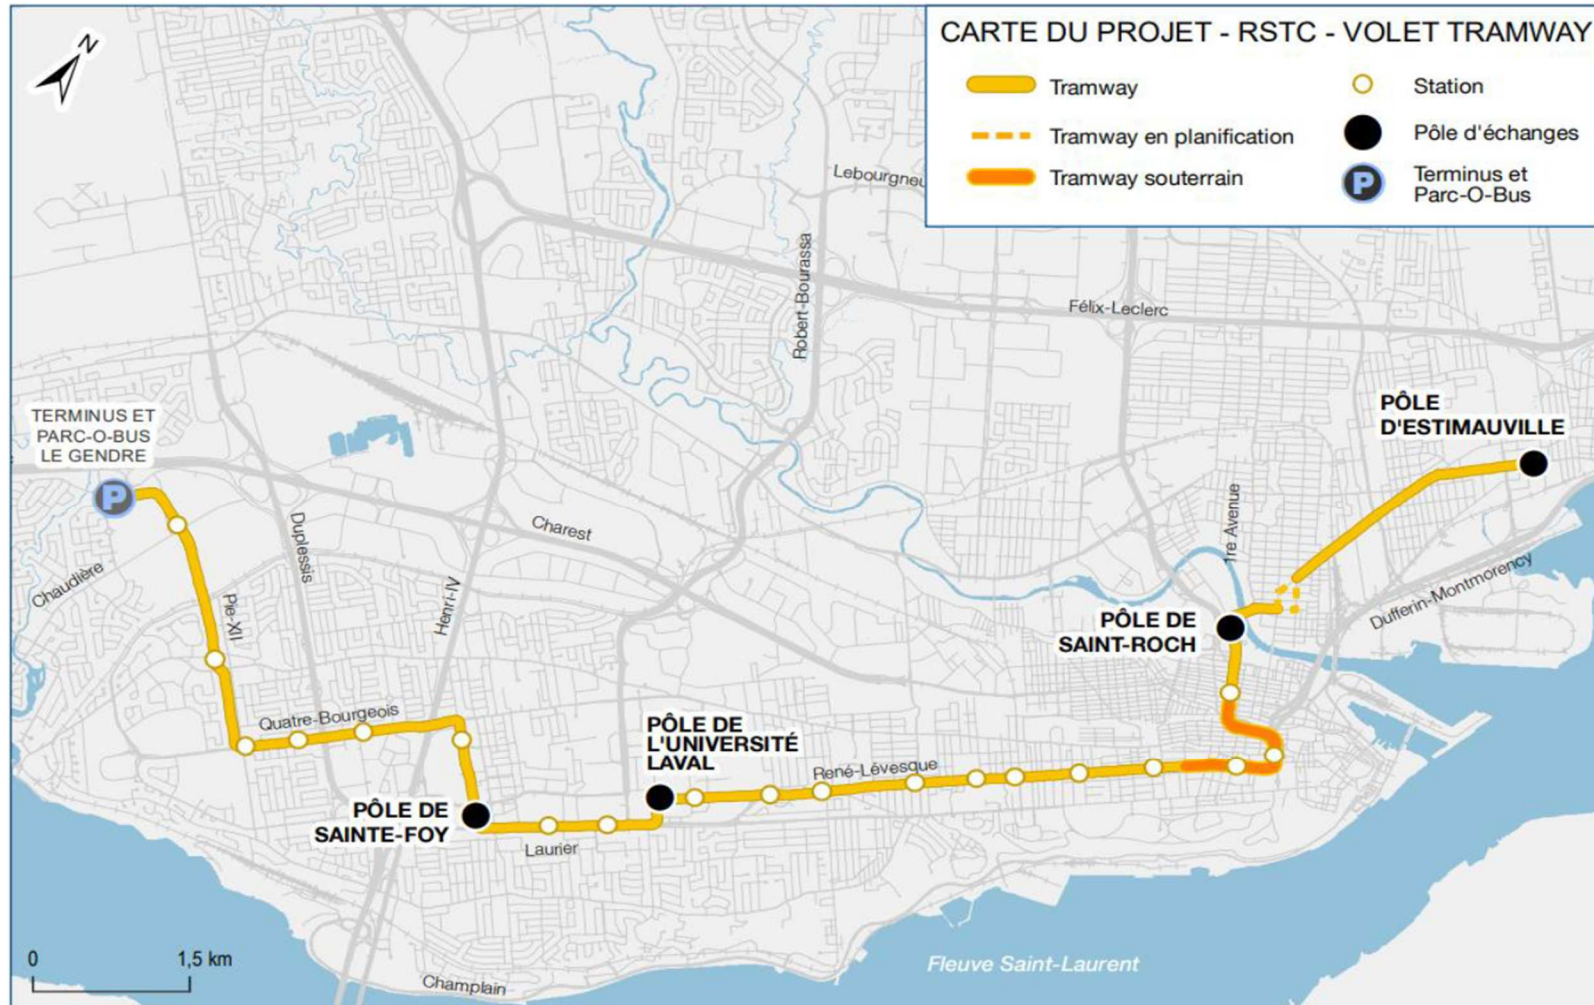 N
CARTE DU PROJET - RSTC - VOLET TRAMWAY
Tramway
Station
Tramway en planification
Pôle d'échanges
Tramway souterrain
P
Terminus et
Parc-O-Bus
Lebourgneu
Robert-Bourassa
Félix-Leclerc
TERMINUS ET
PARC-O-BUS
LE GENDRE
P
PÔLE
D'ESTIMAUVILLE
Charest
Duplessis
1re Avenue
Chaudière
Pie-XII
Henri-IV
Dufferin-Montmorency
PÔLE DE
SAINT-ROCH
Quatre-Bourgeois
PÔLE DE
L'UNIVERSITÉ
LAVAL
René-Lévesque
PÔLE DE
SAINTE-FOY
Laurier
0
1,5 km
Champlain
Fleuve Saint-Laurent